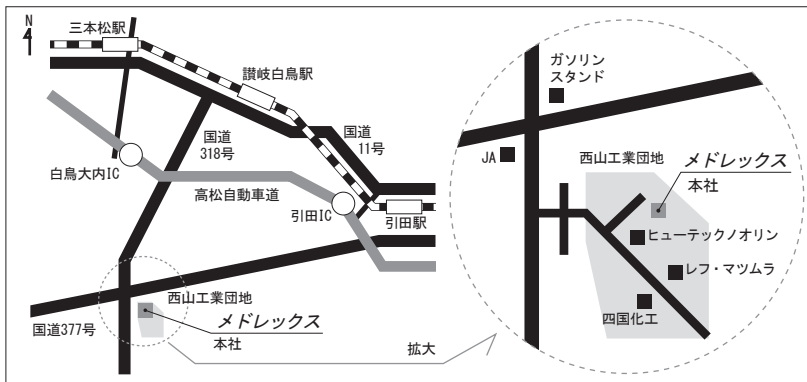 N
三本松駅
讃岐白鳥駅
国道
318号
国道
11号
白鳥大内IC
高松自動車道
引田IC
引田駅
西山工業団地
メドレックス
本社
国道377号
拡大
ガソリン
スタンド
JA
西山工業団地
メドレックス
本社
ヒューテックノオリン
レフ・マツムラ
四国化工